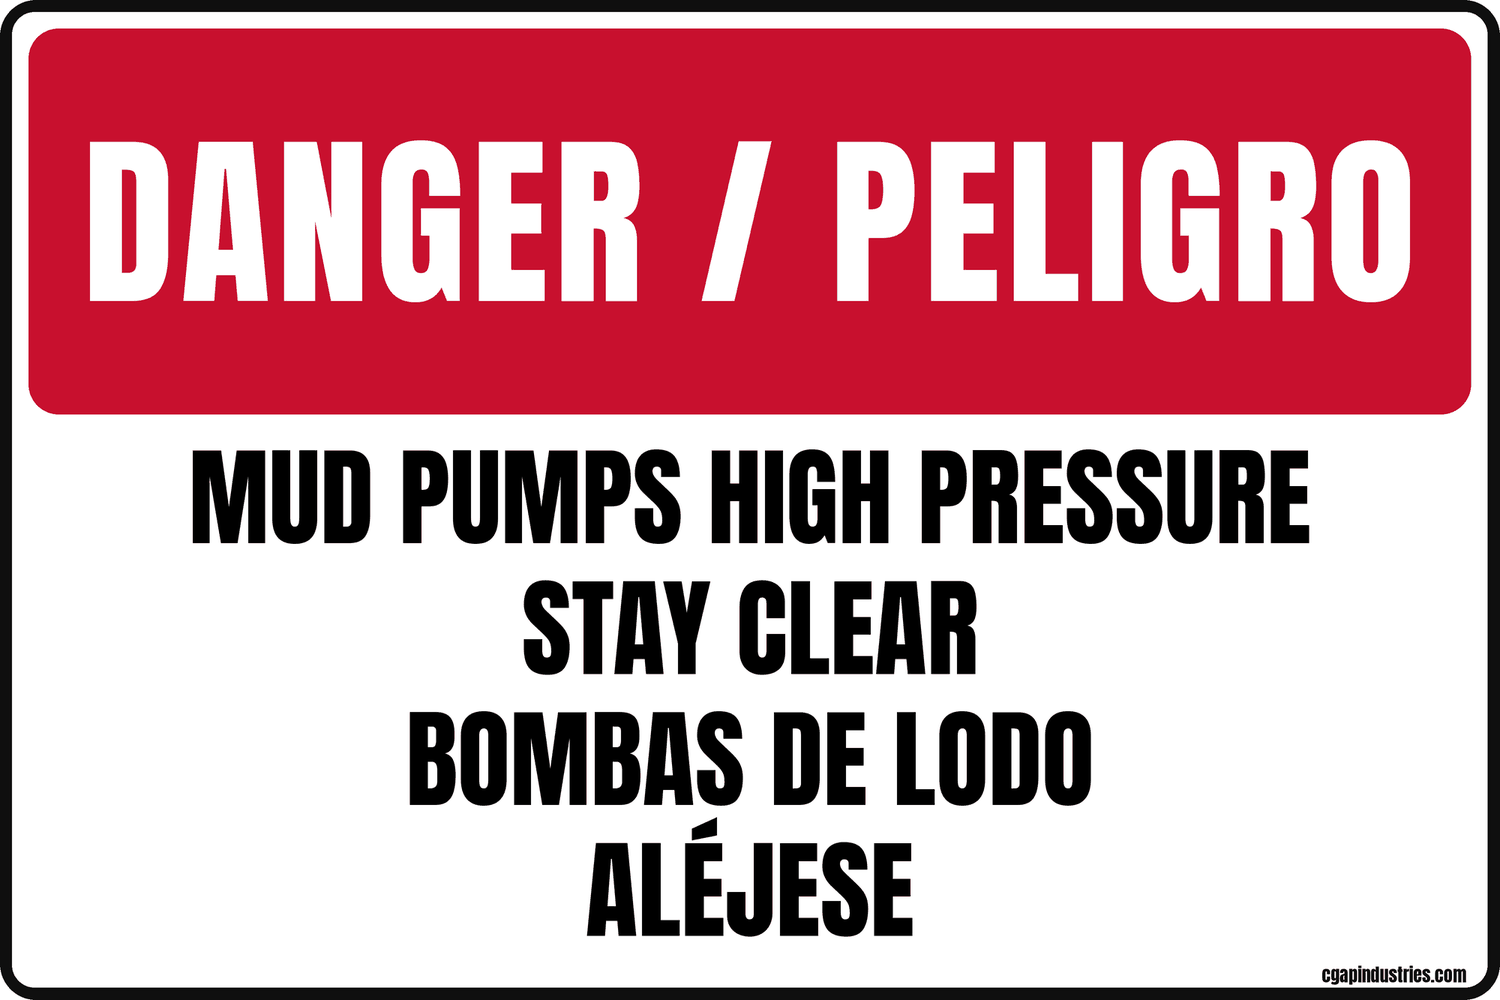 DANGER / PELIGRO
MUD PUMPS HIGH PRESSURE
STAY CLEAR
BOMBAS DE LODO
ALÉJESE
cgapindustries.com